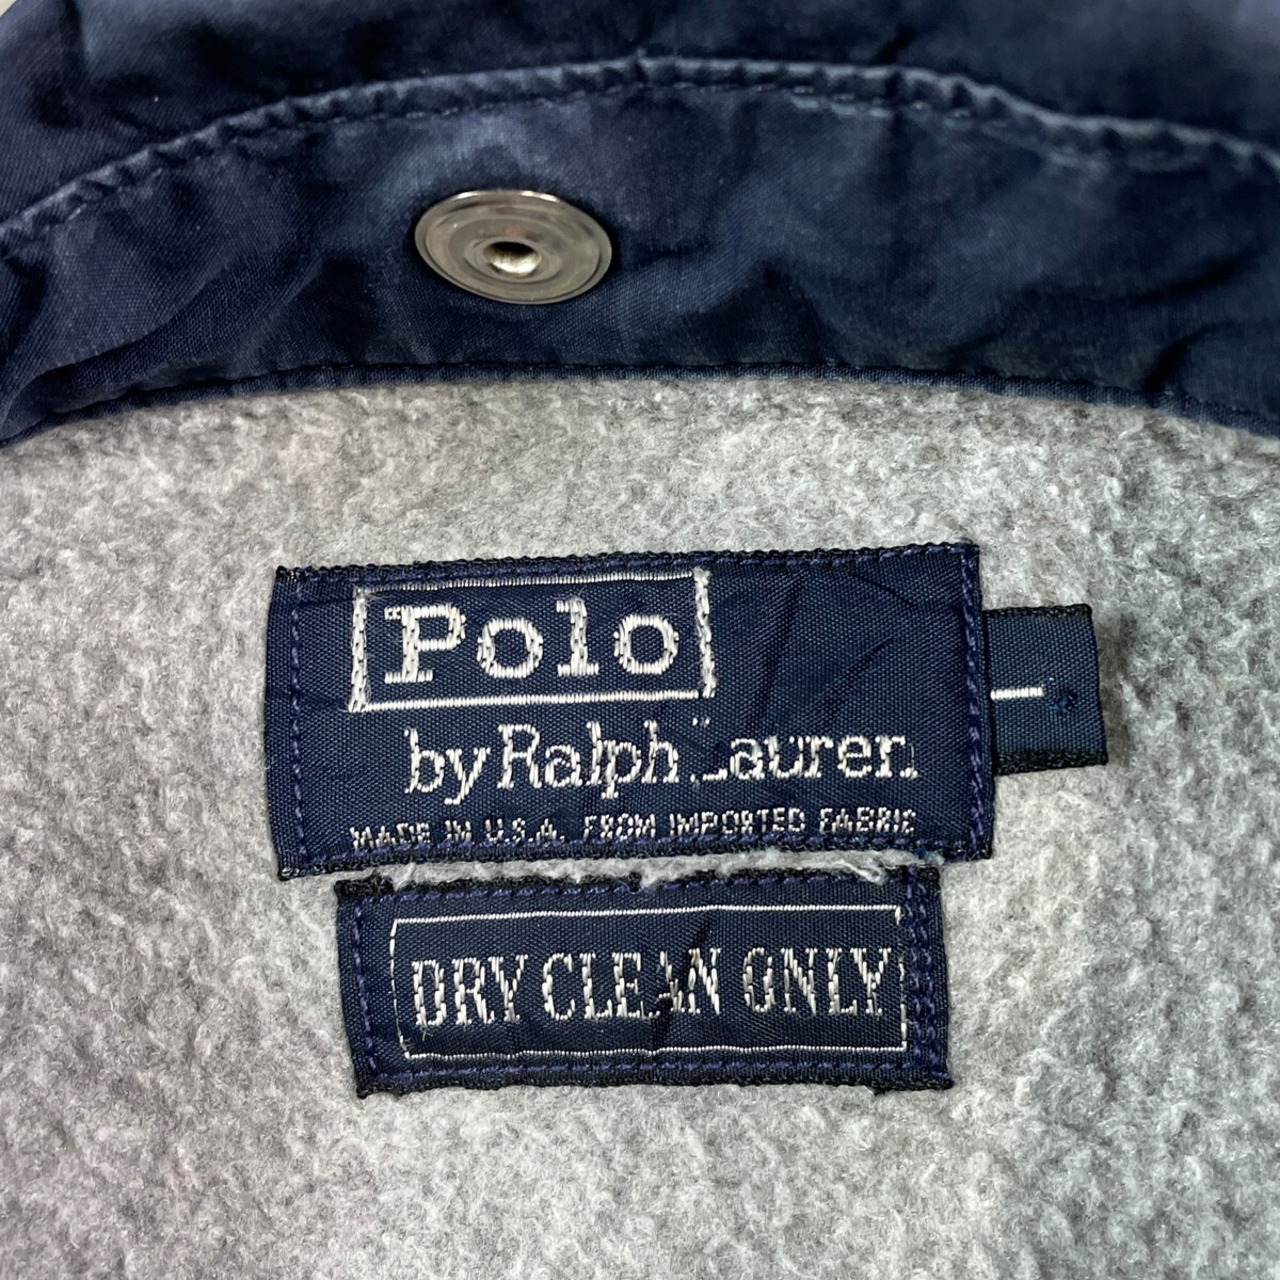 Polo
by Ralph Lauren
MADE IN U.S.A. FROM IMPORTED FABRIC
DRY CLEAN ONLY